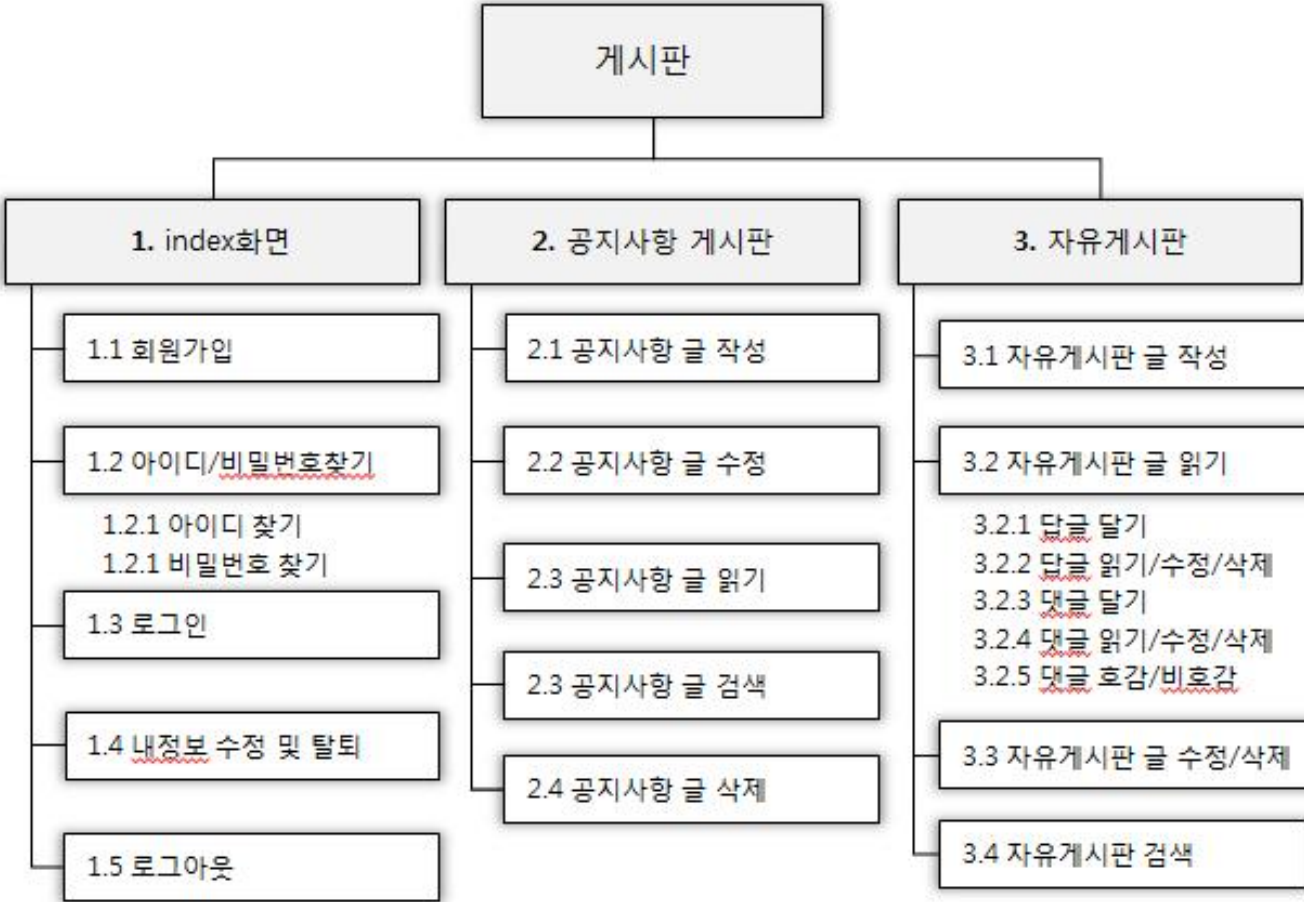 게시판
1. index화면
1.1 회원가입
1.2 아이디/비밀번호찾기
1.2.1 아이디 찾기
1.2.1 비밀번호 찾기
1.3 로그인
1.4 내정보 수정 및 탈퇴
1.5 로그아웃
2. 공지사항 게시판
2.1 공지사항 글 작성
2.2 공지사항 글 수정
2.3 공지사항 글 읽기
2.3 공지사항 글 검색
2.4 공지사항 글 삭제
3. 자유게시판
3.1 자유게시판 글 작성
3.2 자유게시판 글 읽기
3.2.1 답글 달기
3.2.2 답글 읽기/수정/삭제
3.2.3 댓글 달기
3.2.4 댓글 읽기/수정/삭제
3.2.5 댓글 호감/비호감
3.3 자유게시판 글 수정/삭제
3.4 자유게시판 검색